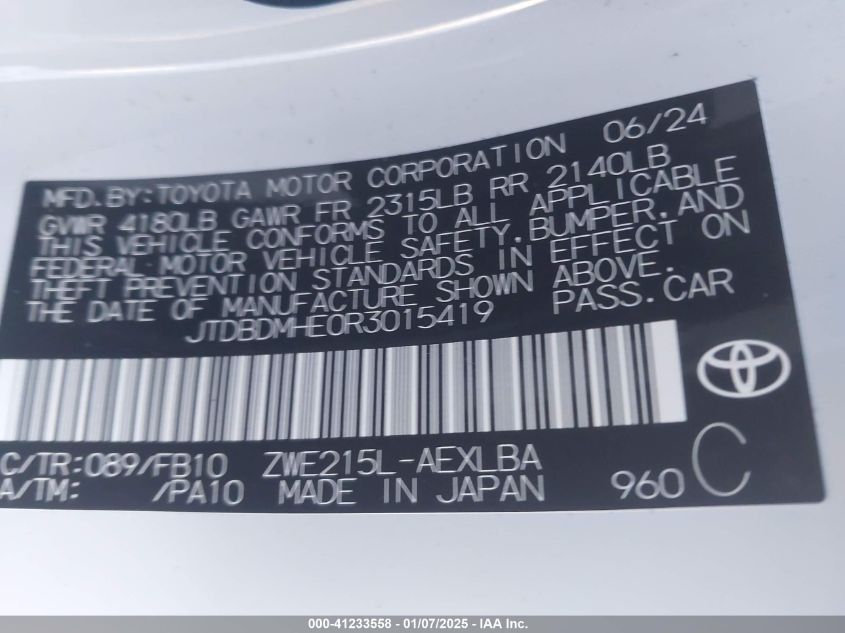 MFD.BY:TOYOTA MOTOR CORPORATION 06/24
GVWR 4180LB GAWR FR 2315LB RR 2140LB
THIS VEHICLE CONFORMS TO ALL APPLICABLE
FEDERAL MOTOR VEHICLE SAFETY,BUMPER,AND
THEFT PREVENTION STANDARDS IN EFFECT ON
THE DATE OF MANUFACTURE SHOWN ABOVE.
JTDBDMHE0R3015419 PASS.CAR
C/TR:089/FB10 ZWE215L-AEXLBA
A/TM: /PA10 MADE IN JAPAN 960 C
000-41233558 - 01/07/2025 - IAA Inc.